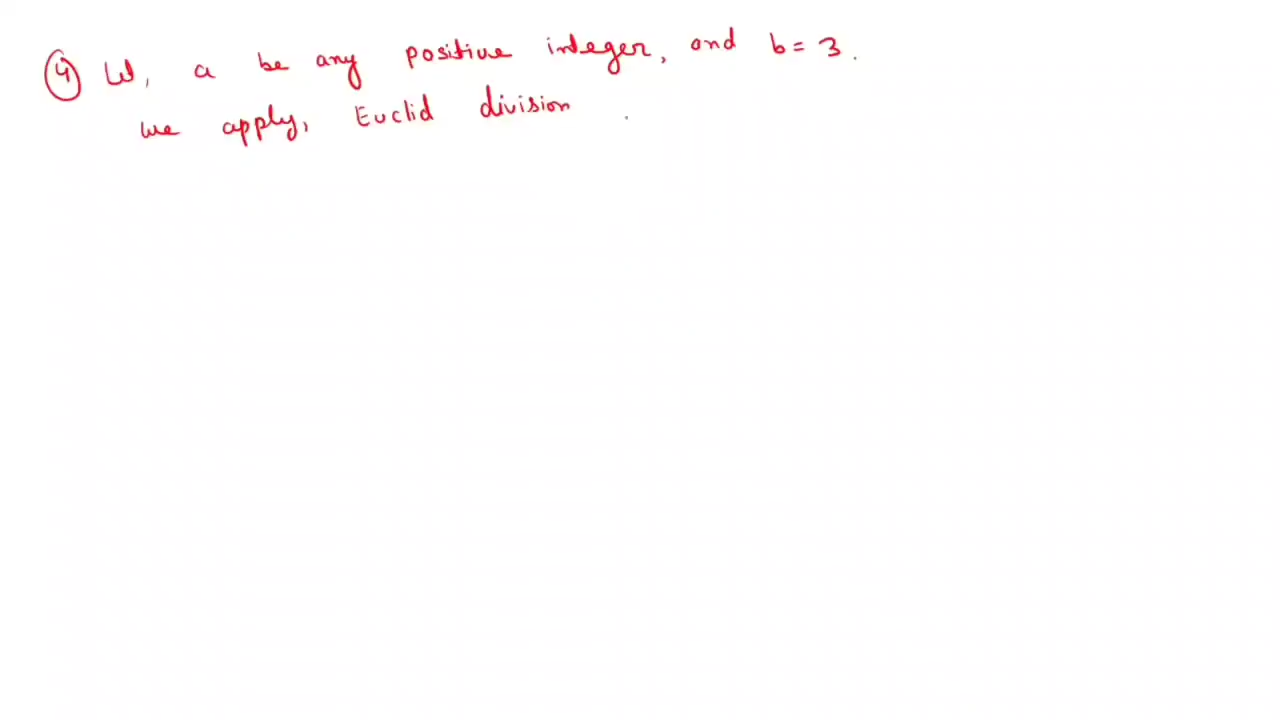 4 Let, a be any positive integer, and b = 3.
we apply, Euclid division